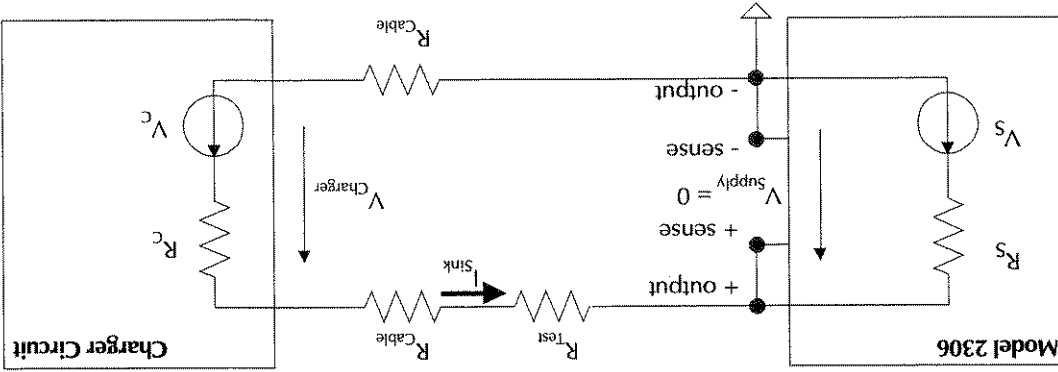 Model 2306
Charger Circuit
R_Test
R_Cable
+ output
I_Sink
R_S
+ sense
R_C
V_Supply = 0
V_Charger
- sense
V_S
V_C
- output
R_Cable